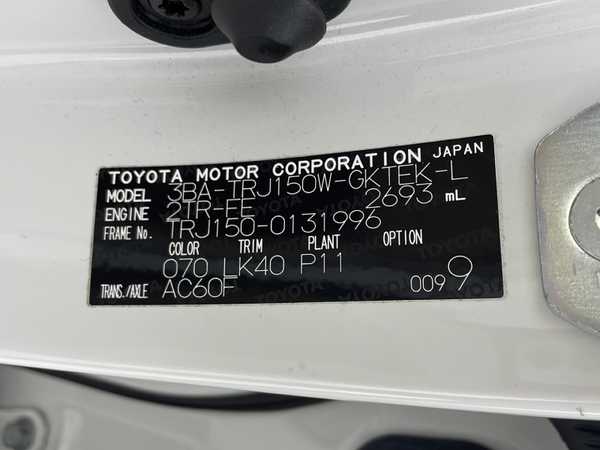 TOYOTA MOTOR CORPORATION JAPAN
MODEL 3BA-TRJ150W-GKTEK-L
ENGINE 2TR-FE 2693 mL
FRAME No. TRJ150-0131996
COLOR TRIM PLANT OPTION
070 LK40 P11
TRANS./AXLE AC60F 009 9